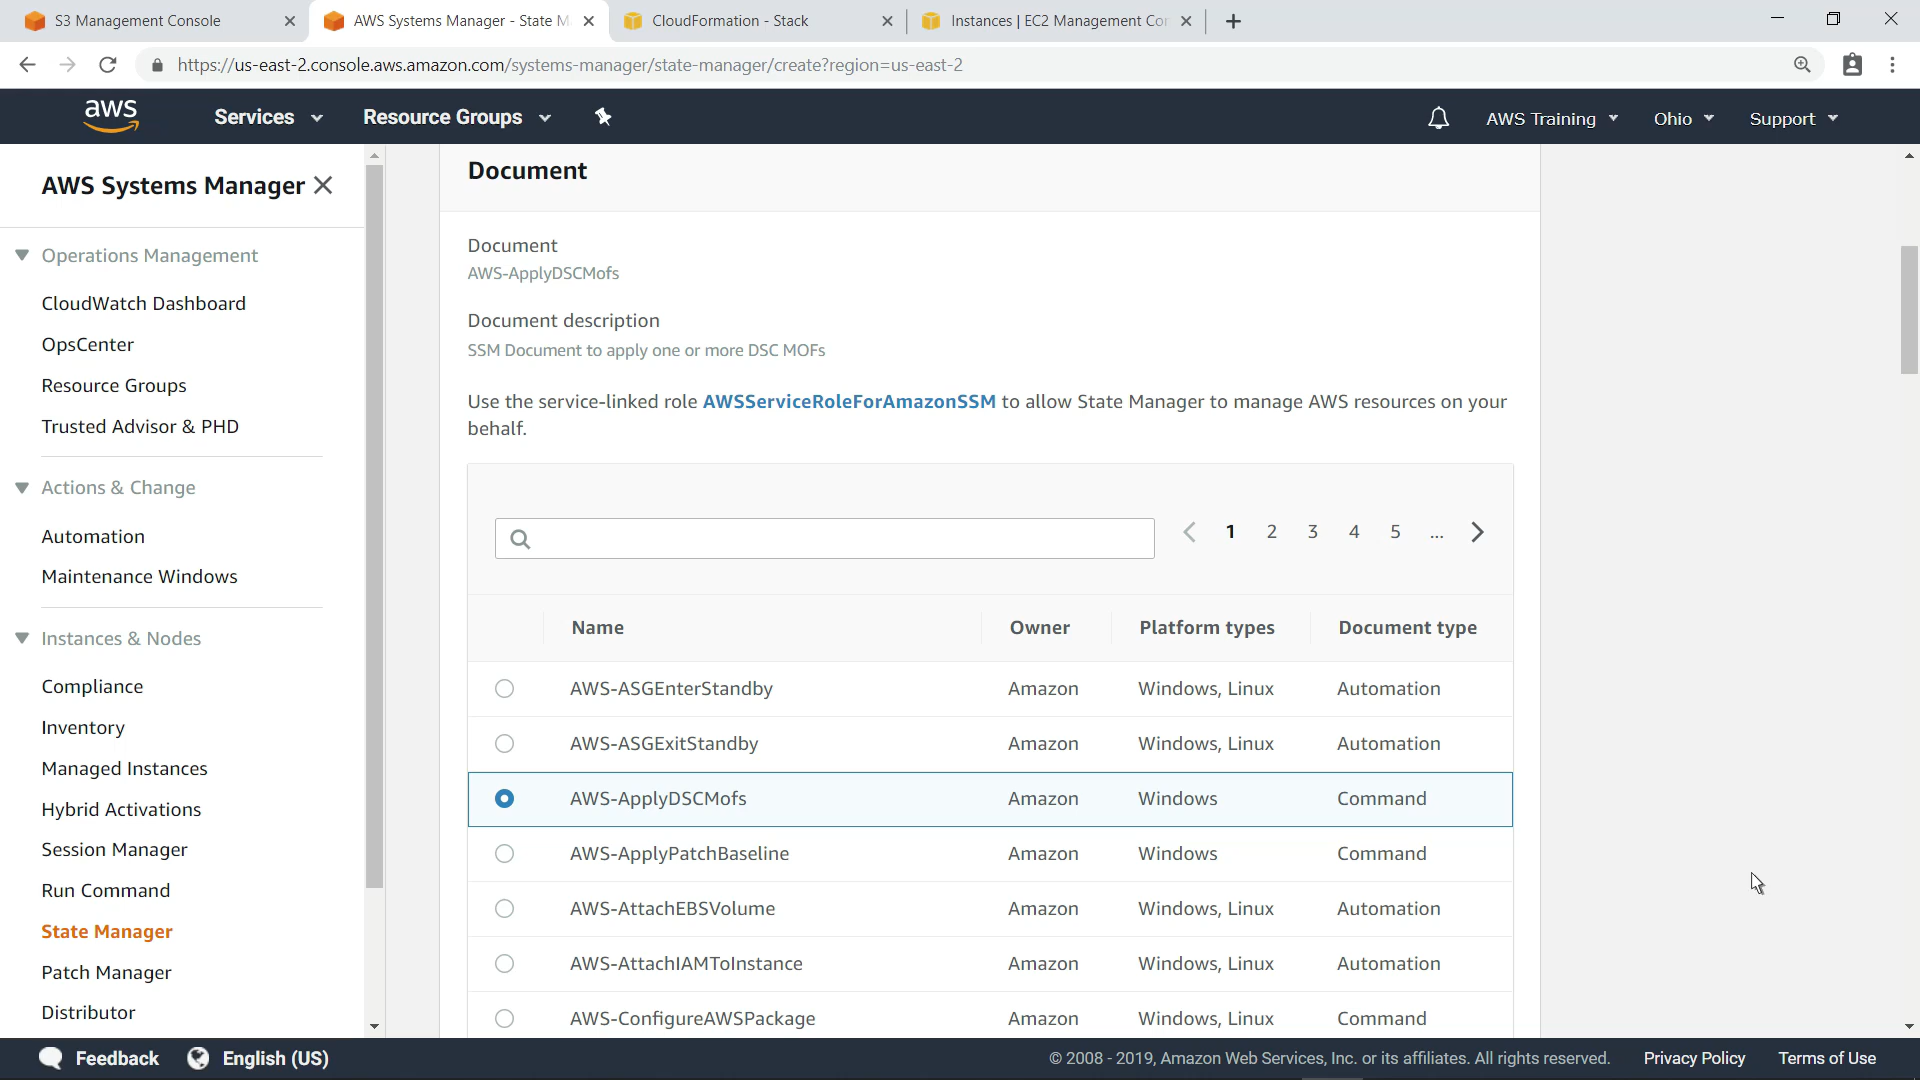 S3 Management Console
AWS Systems Manager - State M
CloudFormation - Stack
Instances | EC2 Management Con
https://us-east-2.console.aws.amazon.com/systems-manager/state-manager/create?region=us-east-2
aws
Services
Resource Groups
AWS Training
Ohio
Support
AWS Systems Manager
Operations Management
CloudWatch Dashboard
OpsCenter
Resource Groups
Trusted Advisor & PHD
Actions & Change
Automation
Maintenance Windows
Instances & Nodes
Compliance
Inventory
Managed Instances
Hybrid Activations
Session Manager
Run Command
State Manager
Patch Manager
Distributor
Document
Document
AWS-ApplyDSCMofs
Document description
SSM Document to apply one or more DSC MOFs
Use the service-linked role AWSServiceRoleForAmazonSSM to allow State Manager to manage AWS resources on your
behalf.
1 2 3 4 5 ...
Name Owner Platform types Document type
AWS-ASGEnterStandby Amazon Windows, Linux Automation
AWS-ASGExitStandby Amazon Windows, Linux Automation
AWS-ApplyDSCMofs Amazon Windows Command
AWS-ApplyPatchBaseline Amazon Windows Command
AWS-AttachEBSVolume Amazon Windows, Linux Automation
AWS-AttachIAMToInstance Amazon Windows, Linux Automation
AWS-ConfigureAWSPackage Amazon Windows, Linux Command
Feedback
English (US)
© 2008 - 2019, Amazon Web Services, Inc. or its affiliates. All rights reserved.
Privacy Policy
Terms of Use